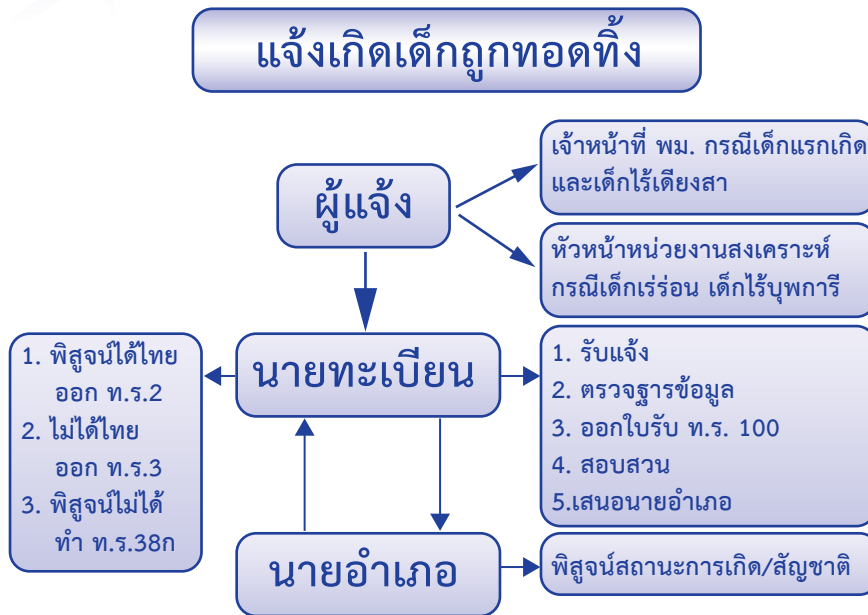 แจ้งเกิดเด็กถูกทอดทิ้ง
ผู้แจ้ง
เจ้าหน้าที่ พม. กรณีเด็กแรกเกิด
และเด็กไร้เดียงสา
หัวหน้าหน่วยงานสงเคราะห์
กรณีเด็กเร่ร่อน เด็กไร้บุพการี
1. พิสูจน์ได้ไทย
ออก ท.ร.2
2. ไม่ได้ไทย
ออก ท.ร.3
3. พิสูจน์ไม่ได้
ทำ ท.ร.38ก
นายทะเบียน
1. รับแจ้ง
2. ตรวจฐานข้อมูล
3. ออกใบรับ ท.ร. 100
4. สอบสวน
5.เสนอนายอำเภอ
นายอำเภอ
พิสูจน์สถานะการเกิด/สัญชาติ